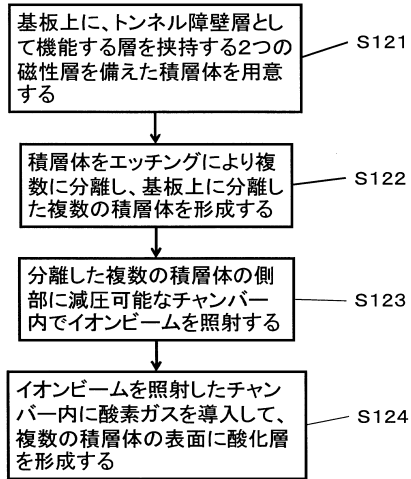 基板上に、トンネル障壁層とし
て機能する層を挟持する2つの
磁性層を備えた積層体を用意
する
S121
積層体をエッチングにより複
数に分離し、基板上に分離し
た複数の積層体を形成する
S122
分離した複数の積層体の側
部に減圧可能なチャンバー
内でイオンビームを照射する
S123
イオンビームを照射したチャン
バー内に酸素ガスを導入して、
複数の積層体の表面に酸化層
を形成する
S124